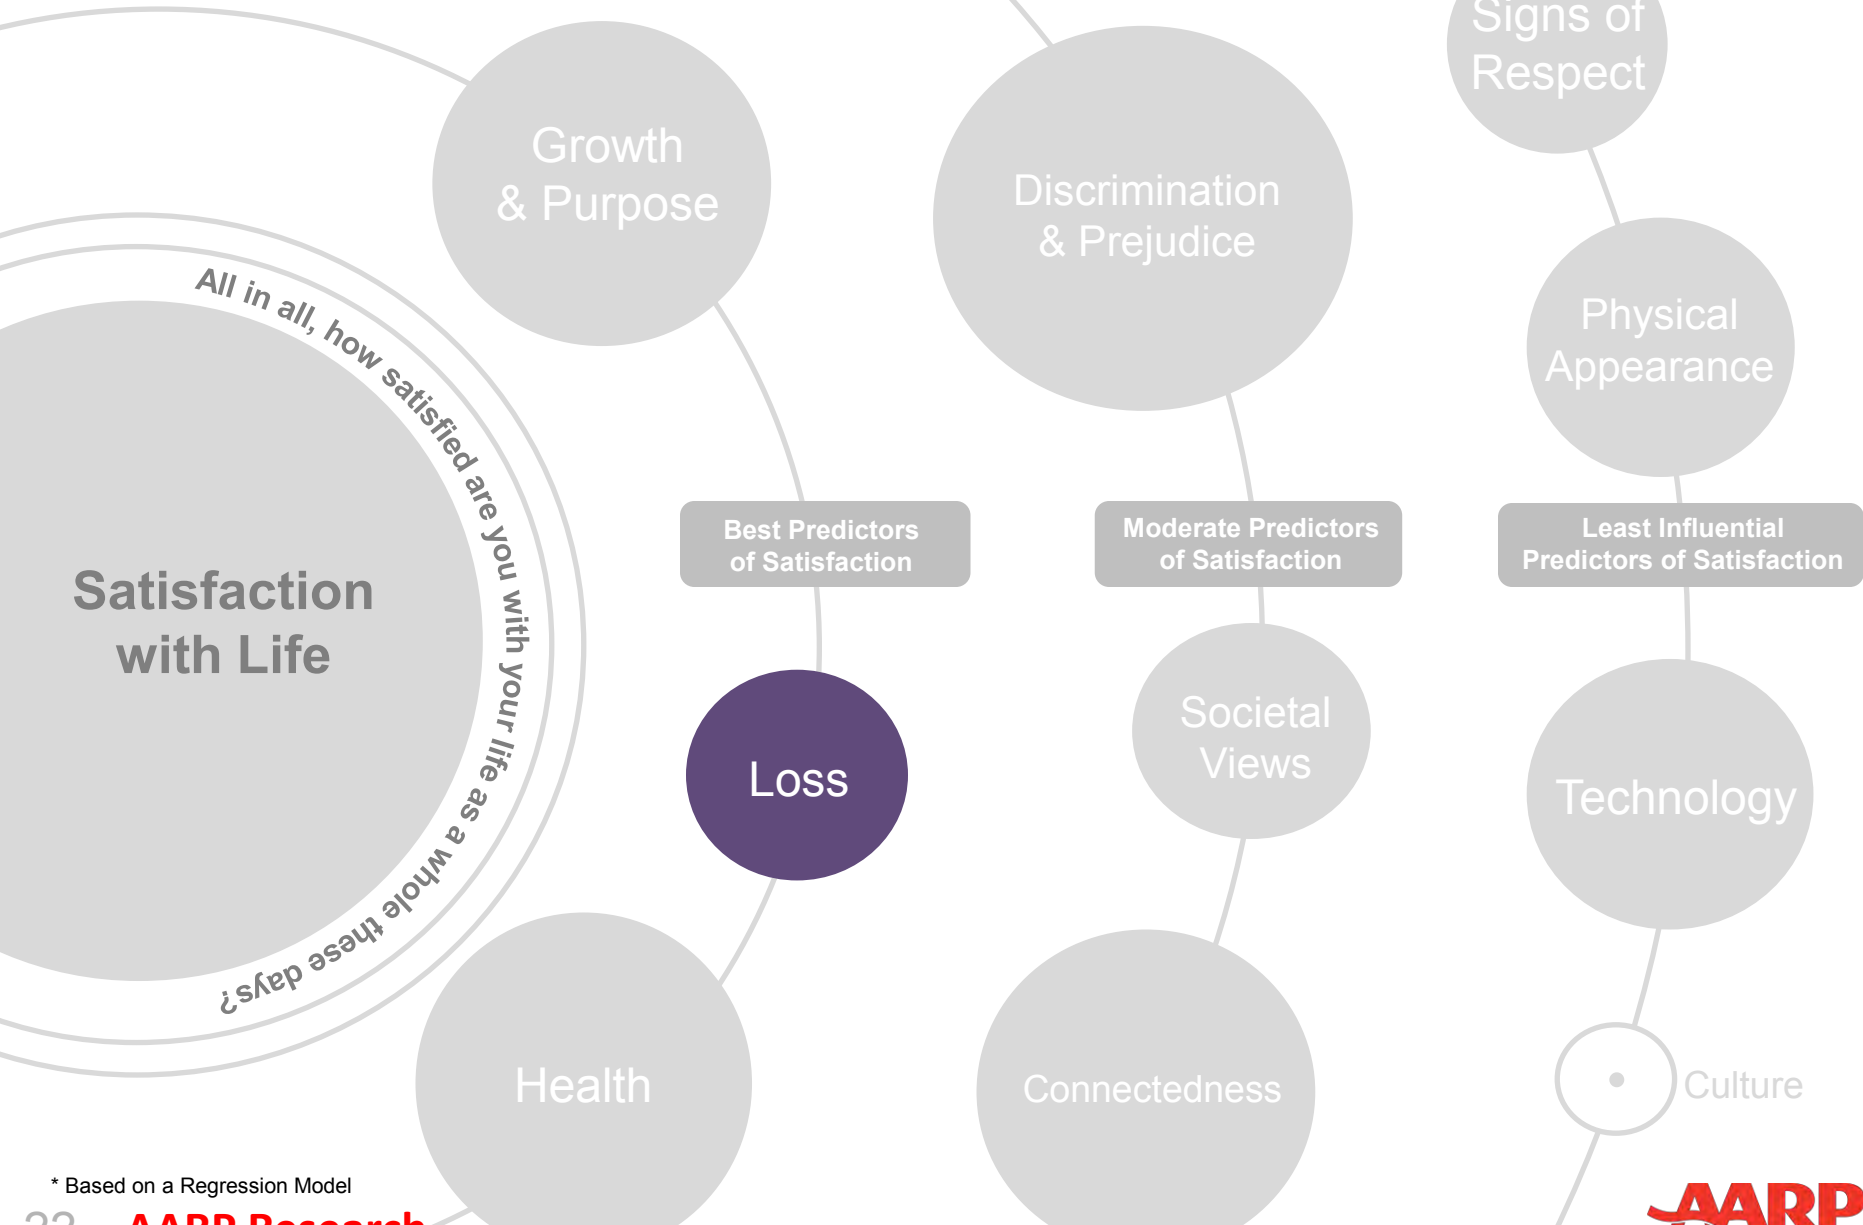 Signs of
Respect
Growth
& Purpose
Discrimination
& Prejudice
All in all, how satisfied are you with your life as a whole these days?
Physical
Appearance
Best Predictors
of Satisfaction
Moderate Predictors
of Satisfaction
Least Influential
Predictors of Satisfaction
Satisfaction
with Life
Loss
Societal
Views
Technology
Health
Connectedness
Culture
* Based on a Regression Model
AARP Research
AARP